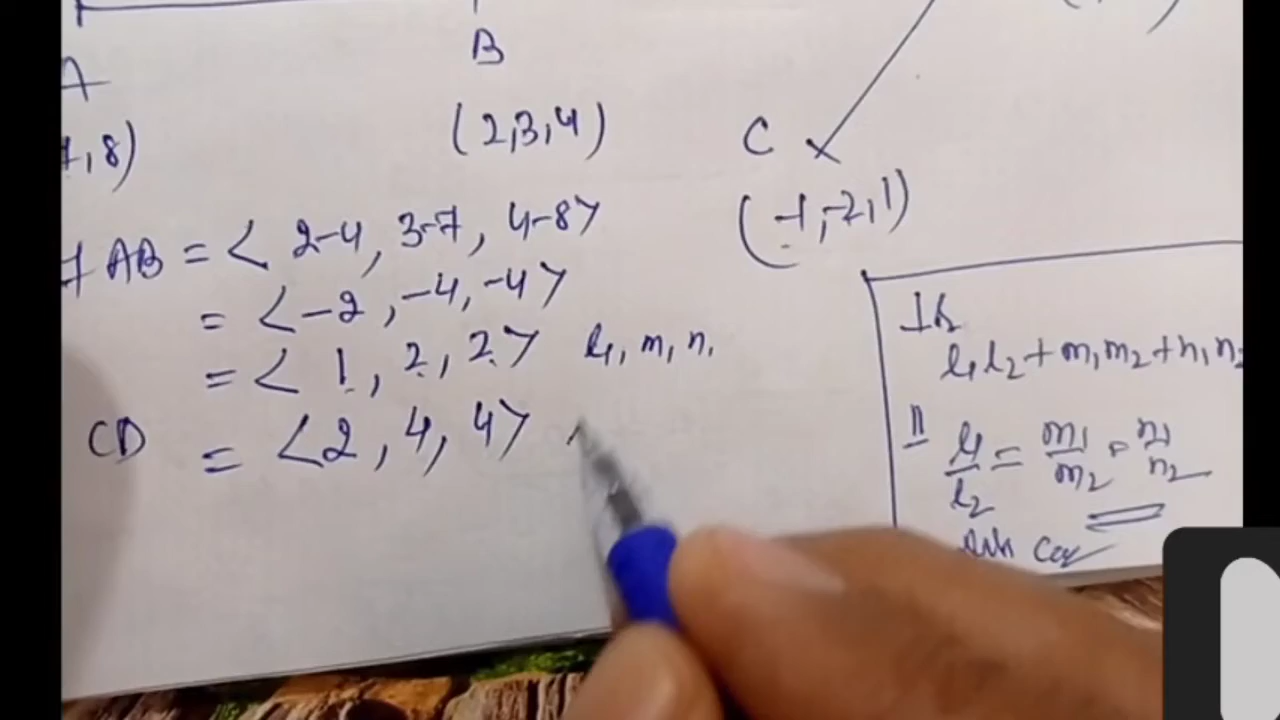 A
B
, 8)
(2,3,4)
C
(-1,-2,1)
AB = < 2-4, 3-7, 4-8>
= <-2, -4, -4>
= < 1, 2, 2> l1, m1 n1
CD = <2, 4, 4>
l1l2+m1m2+n1n2
l1/l2 = m1/m2 = n1/n2